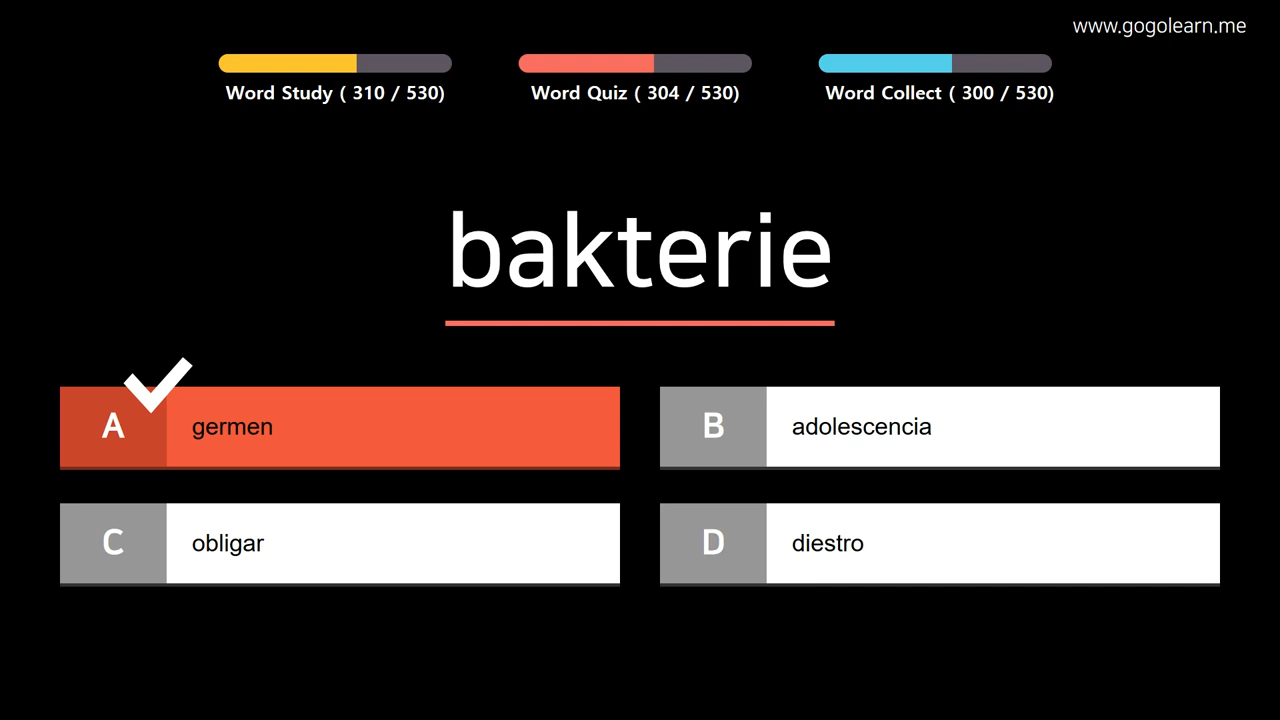 www.gogolearn.me
Word Study ( 310 / 530)
Word Quiz ( 304 / 530)
Word Collect ( 300 / 530)
bakterie
A germen
B adolescencia
C obligar
D diestro